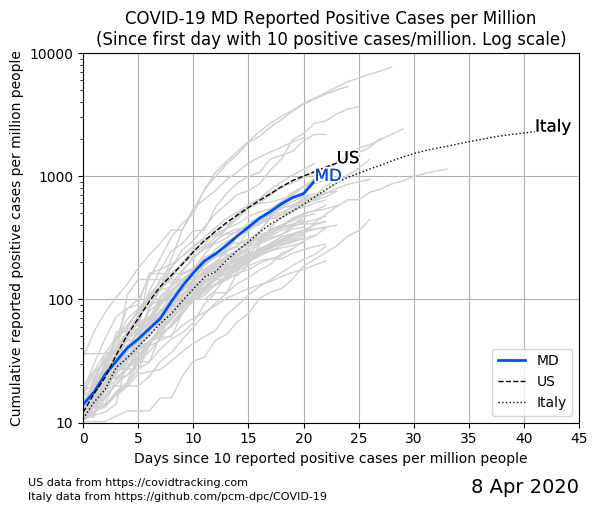 COVID-19 MD Reported Positive Cases per Million
(Since first day with 10 positive cases/million. Log scale)
Cumulative reported positive cases per million people
10000
1000
100
10
Italy
US
MD
MD
US
Italy
0 5 10 15 20 25 30 35 40 45
Days since 10 reported positive cases per million people
US data from https://covidtracking.com
Italy data from https://github.com/pcm-dpc/COVID-19
8 Apr 2020